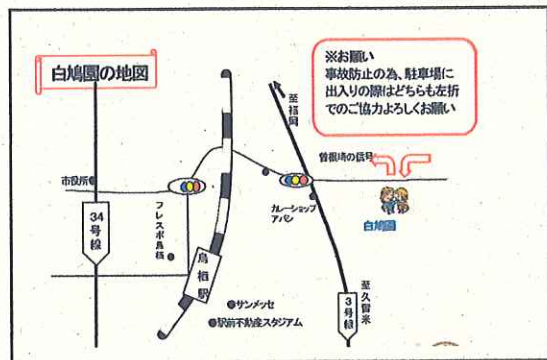 白鳩園の地図
※お願い
事故防止の為、駐車場に
出入りの際はどちらも左折
でのご協力よろしくお願い
至福岡
曽根崎の信号
市役所
カレーショップ
アバン
白鳩園
34号線
フレスポ鳥栖
鳥栖駅
サンメッセ
駅前不動産スタジアム
至久留米
3号線